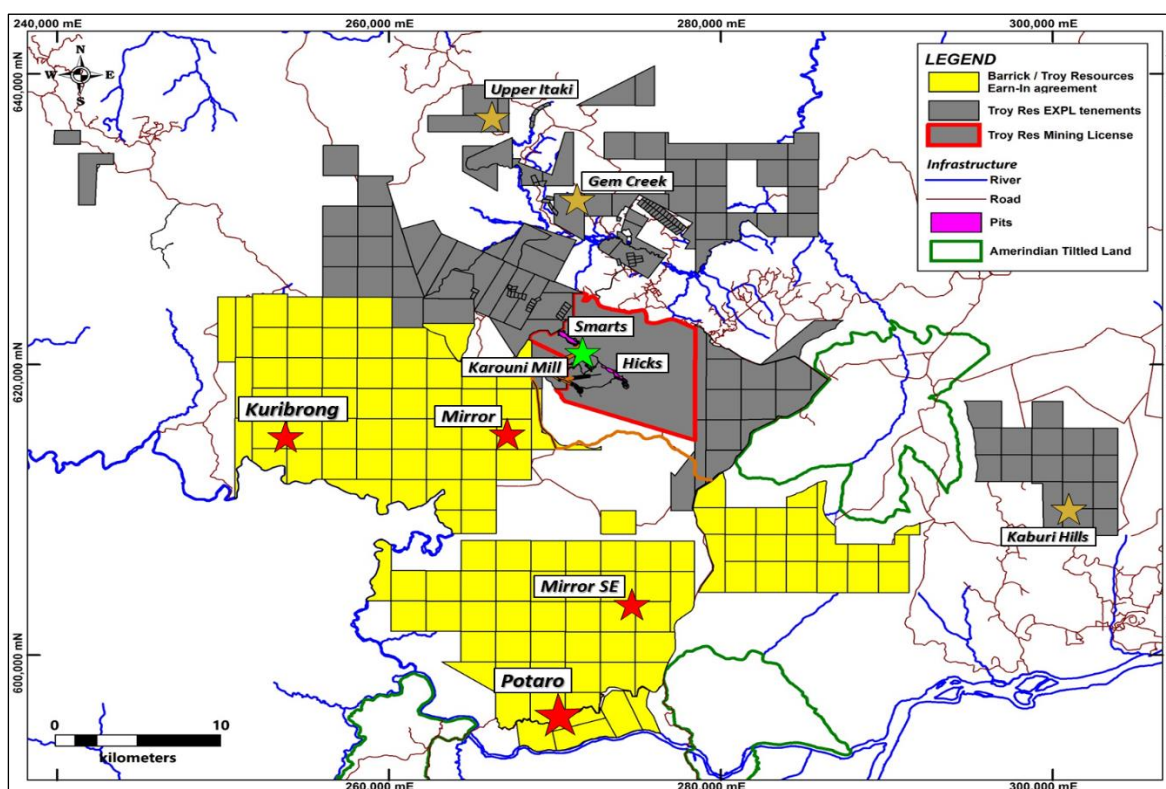 240,000 mE
260,000 mE
280,000 mE
300,000 mE
640,000 mN
620,000 mN
600,000 mN
N
W
E
S
LEGEND
Barrick / Troy Resources
Earn-In agreement
Troy Res EXPL tenements
Troy Res Mining License
Infrastructure
River
Road
Pits
Amerindian Tiltled Land
Upper Itaki
Gem Creek
Smarts
Karouni Mill
Hicks
Kuribrong
Mirror
Kaburi Hills
Mirror SE
Potaro
0
10
kilometers
240,000 mE
260,000 mE
280,000 mE
300,000 mE